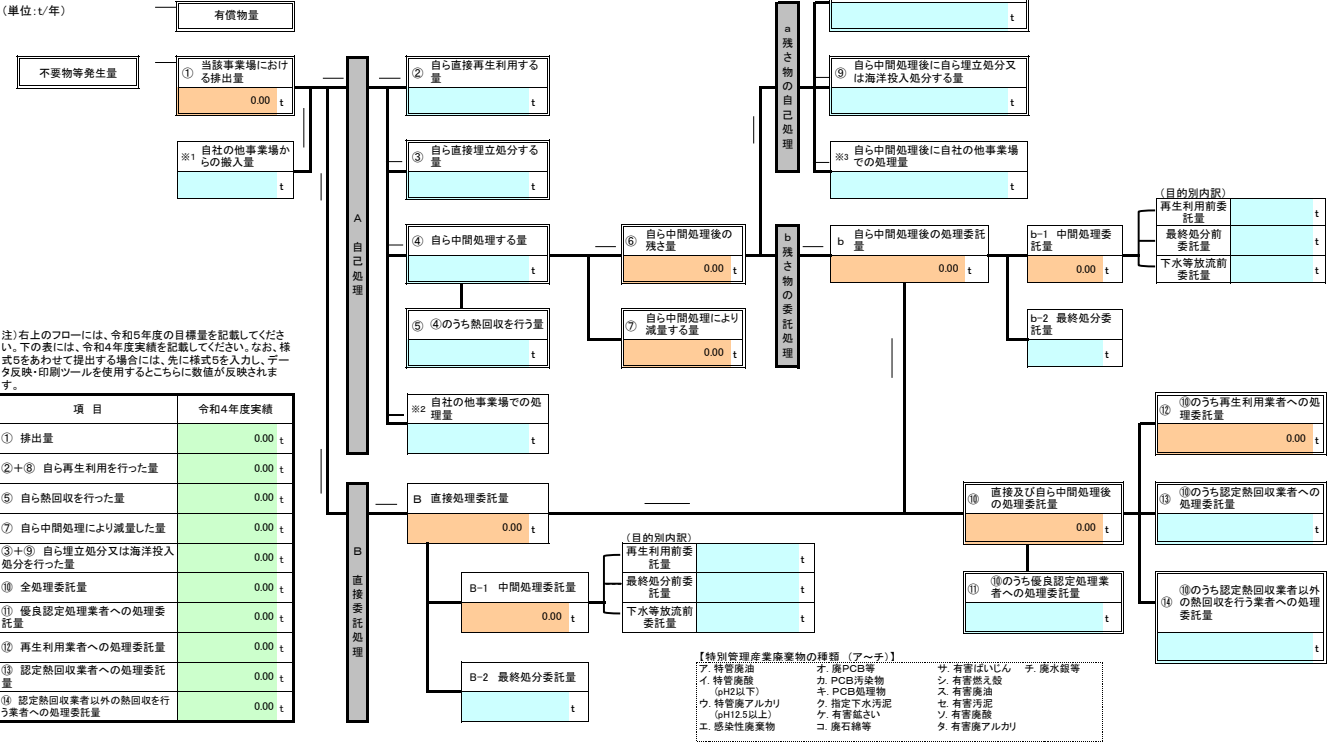 (単位:t/年)
有償物量
t
不要物等発生量
① 当該事業場におけ
る排出量
0.00 t
※1 自社の他事業場か
らの搬入量
t
A 自己処理
② 自ら直接再生利用する
量
t
③ 自ら直接埋立処分する
量
t
④ 自ら中間処理する量
t
⑤ ④のうち熱回収を行う量
t
※2 自社の他事業場での処
理量
t
⑥ 自ら中間処理後の
残さ量
0.00 t
⑦ 自ら中間処理により
減量する量
0.00 t
a 残さ物の自己処理
⑨ 自ら中間処理後に自ら埋立処分又
は海洋投入処分する量
t
※3 自ら中間処理後に自社の他事業場
での処理量
t
b 残さ物の委託処理
b 自ら中間処理後の処理委託
量
0.00 t
b-1 中間処理委
託量
0.00 t
(目的別内訳)
再生利用前委
託量
t
最終処分前
委託量
t
下水等放流前
委託量
t
b-2 最終処分委
託量
t
注)右上のフローには、令和5年度の目標量を記載してくださ
い。下の表には、令和4年度実績を記載してください。なお、様
式5をあわせて提出する場合には、先に様式5を入力し、デー
タ反映・印刷ツールを使用するとこちらに数値が反映されま
す。
項 目 令和4年度実績
① 排出量 0.00 t
②+⑧ 自ら再生利用を行った量 0.00 t
⑤ 自ら熱回収を行った量 0.00 t
⑦ 自ら中間処理により減量した量 0.00 t
③+⑨ 自ら埋立処分又は海洋投入
処分を行った量 0.00 t
⑩ 全処理委託量 0.00 t
⑪ 優良認定処理業者への処理委
託量 0.00 t
⑫ 再生利用業者への処理委託量 0.00 t
⑬ 認定熱回収業者への処理委託
量 0.00 t
⑭ 認定熱回収業者以外の熱回収を行
う業者への処理委託量 0.00 t
B 直接委託処理
B 直接処理委託量
0.00 t
B-1 中間処理委託量
0.00 t
(目的別内訳)
再生利用前委
託量
t
最終処分前委
託量
t
下水等放流前
委託量
t
B-2 最終処分委託量
t
⑩ 直接及び自ら中間処理後
の処理委託量
0.00 t
⑪ ⑩のうち優良認定処理業
者への処理委託量
t
⑫ ⑩のうち再生利用業者への処
理委託量
0.00 t
⑬ ⑩のうち認定熱回収業者への
処理委託量
t
⑭ ⑩のうち認定熱回収業者以外
の熱回収を行う業者への処理
委託量
t
【特別管理産業廃棄物の種類 (ア～チ)】
ア. 特管廃油 オ. 廃PCB等 サ. 有害ばいじん チ. 廃水銀等
イ. 特管廃酸 カ. PCB汚染物 シ. 有害燃え殻
(pH2以下) キ. PCB処理物 ス. 有害廃油
ウ. 特管廃アルカリ ク. 指定下水汚泥 セ. 有害汚泥
(pH12.5以上) ケ. 有害鉱さい ソ. 有害廃酸
エ. 感染性廃棄物 コ. 廃石綿等 タ. 有害廃アルカリ